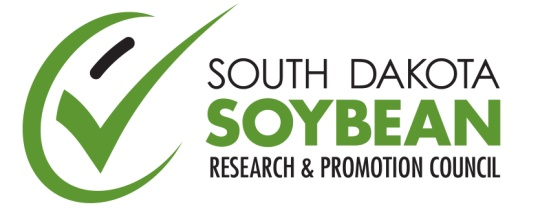 SOUTH DAKOTA
SOYBEAN
RESEARCH & PROMOTION COUNCIL